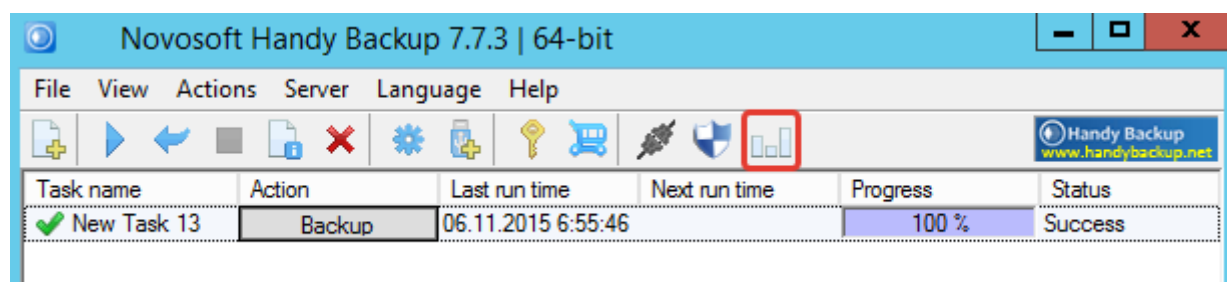 Novosoft Handy Backup 7.7.3 | 64-bit
File View Actions Server Language Help
Handy Backup
www.handybackup.net
Task name Action Last run time Next run time Progress Status
New Task 13 Backup 06.11.2015 6:55:46 100 % Success